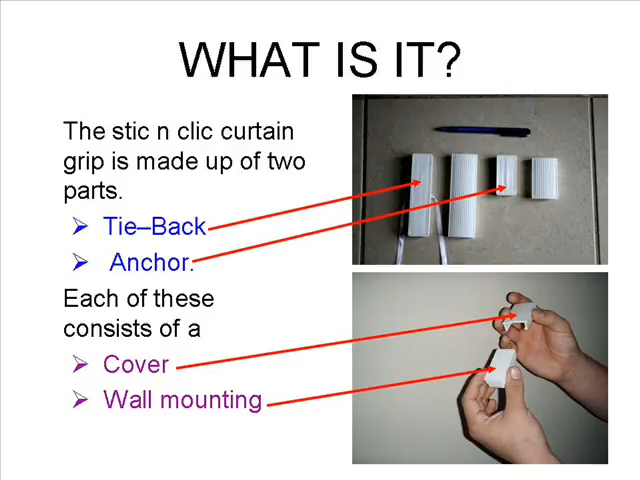 WHAT IS IT?
The stic n clic curtain
grip is made up of two
parts.
Tie–Back
Anchor.
Each of these
consists of a
Cover
Wall mounting